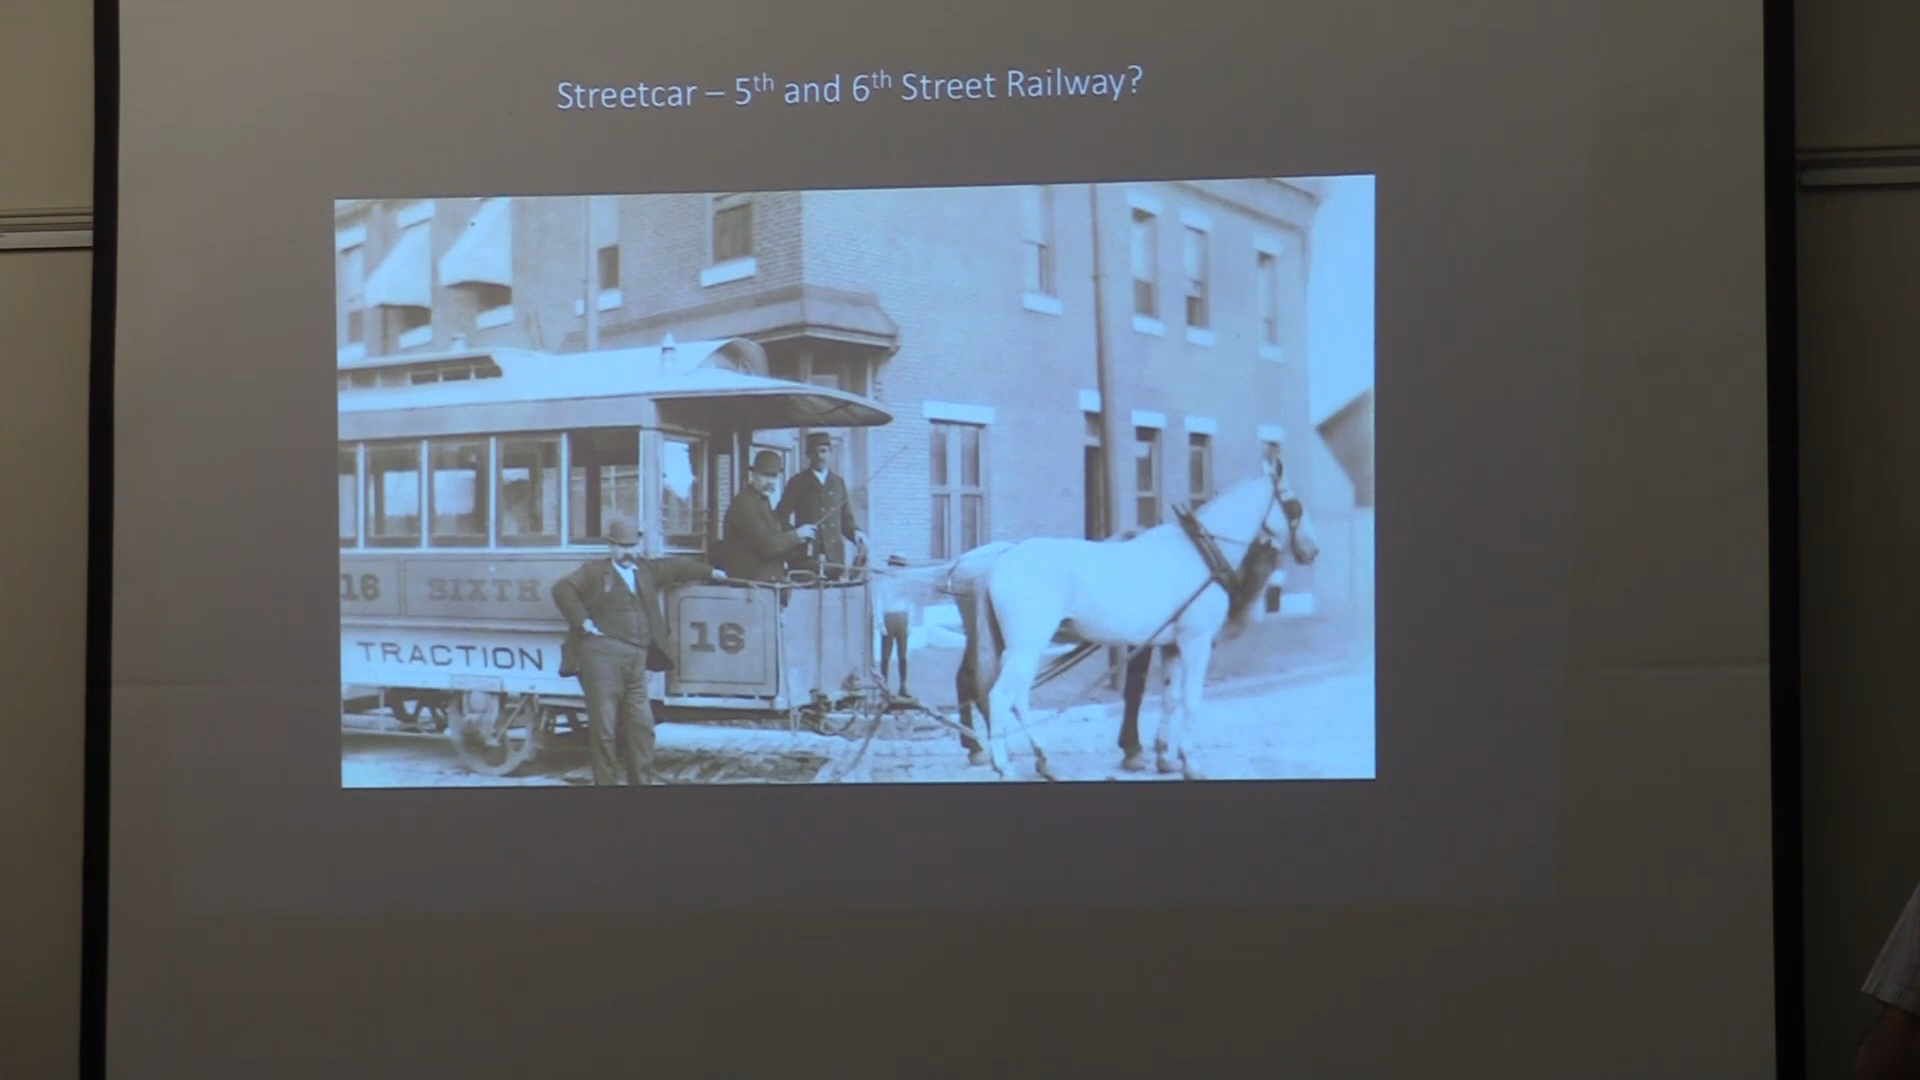 Streetcar – 5th and 6th Street Railway?
16 SIXTH
16
TRACTION